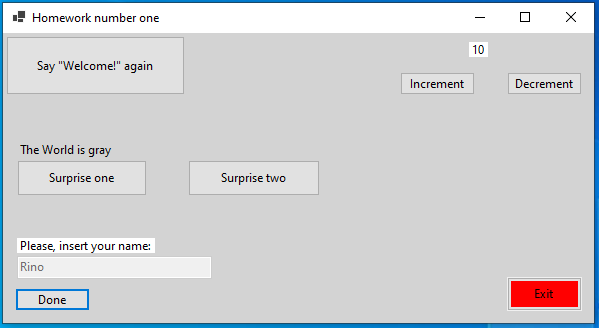 Homework number one
Say "Welcome!" again
10
Increment
Decrement
The World is gray
Surprise one
Surprise two
Please, insert your name:
Rino
Done
Exit